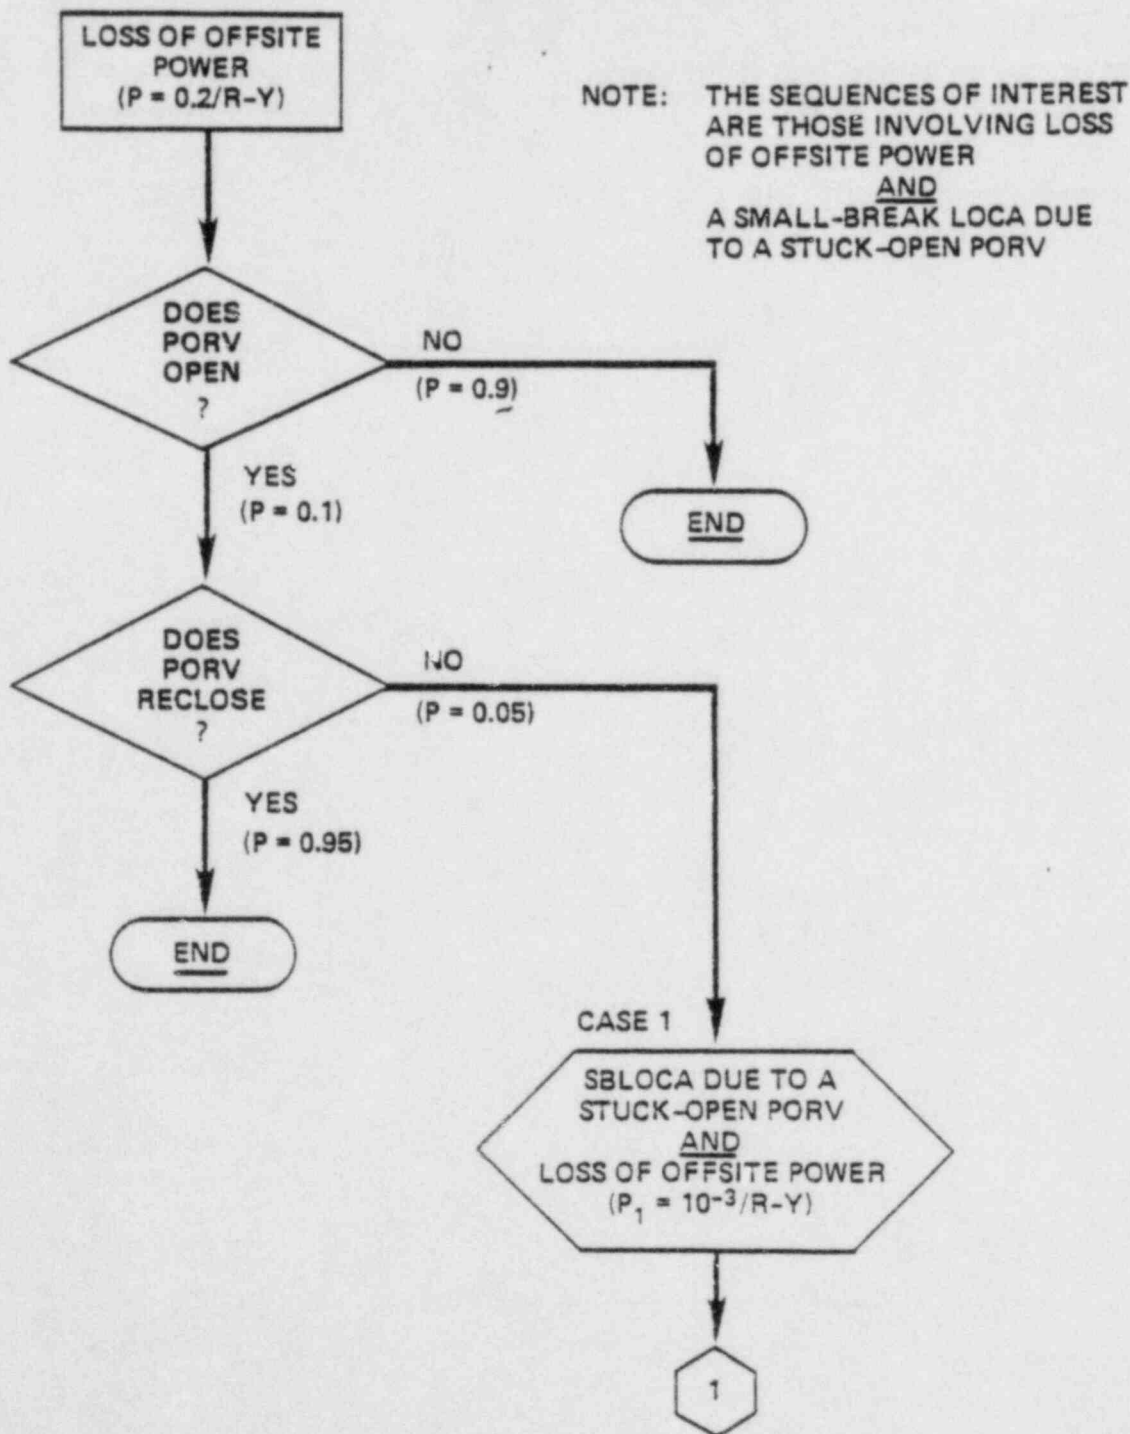 LOSS OF OFFSITE
POWER
(P = 0.2/R-Y)
NOTE: THE SEQUENCES OF INTEREST
ARE THOSE INVOLVING LOSS
OF OFFSITE POWER
AND
A SMALL-BREAK LOCA DUE
TO A STUCK-OPEN PORV
DOES
PORV
OPEN
?
NO
(P = 0.9)
YES
(P = 0.1)
END
DOES
PORV
RECLOSE
?
NO
(P = 0.05)
YES
(P = 0.95)
END
CASE 1
SBLOCA DUE TO A
STUCK-OPEN PORV
AND
LOSS OF OFFSITE POWER
(P₁ = 10⁻³/R-Y)
1